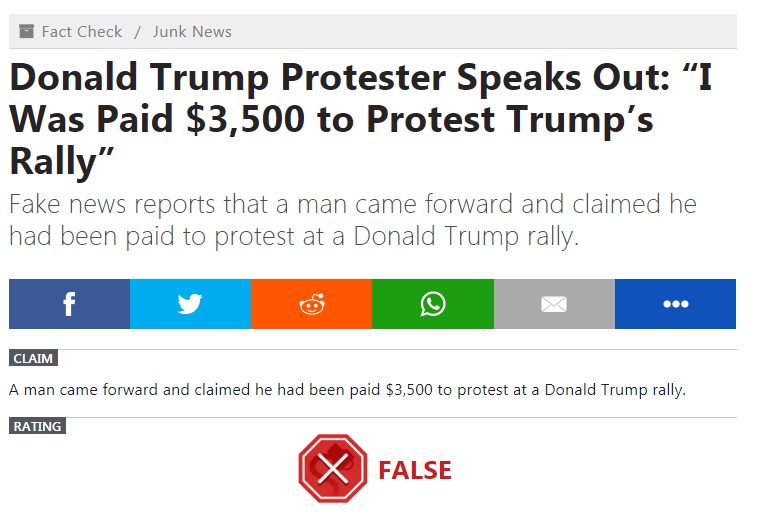 Fact Check / Junk News
Donald Trump Protester Speaks Out: “I
Was Paid $3,500 to Protest Trump’s
Rally”
Fake news reports that a man came forward and claimed he
had been paid to protest at a Donald Trump rally.
CLAIM
A man came forward and claimed he had been paid $3,500 to protest at a Donald Trump rally.
RATING
FALSE